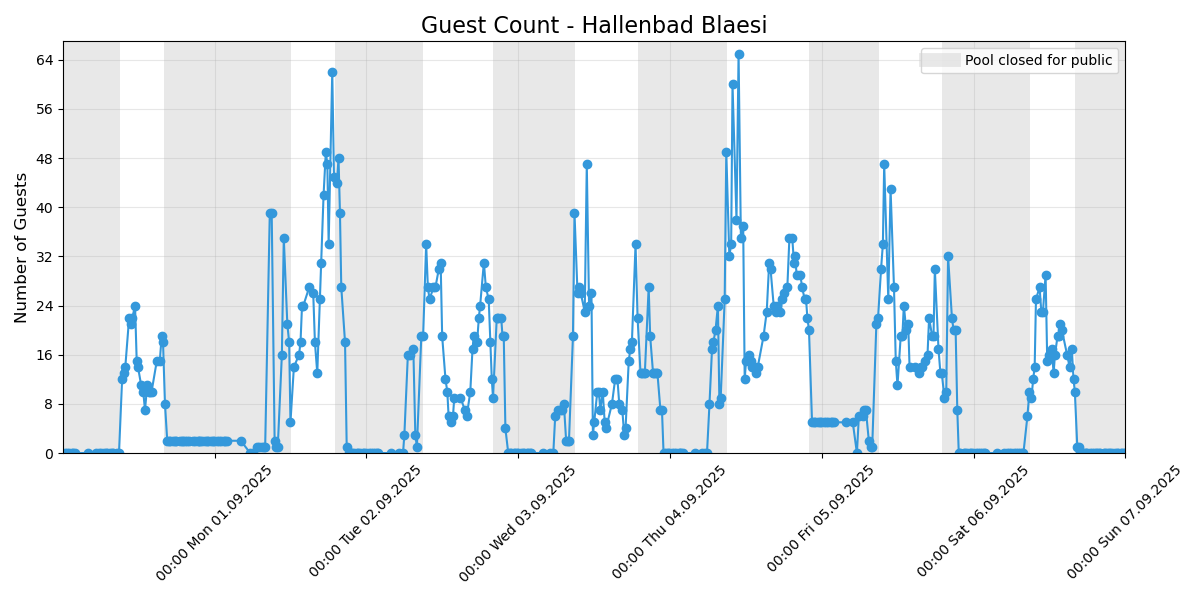 Guest Count - Hallenbad Blaesi
Pool closed for public
Number of Guests
64
56
48
40
32
24
16
8
0
00:00 Mon 01.09.2025
00:00 Tue 02.09.2025
00:00 Wed 03.09.2025
00:00 Thu 04.09.2025
00:00 Fri 05.09.2025
00:00 Sat 06.09.2025
00:00 Sun 07.09.2025